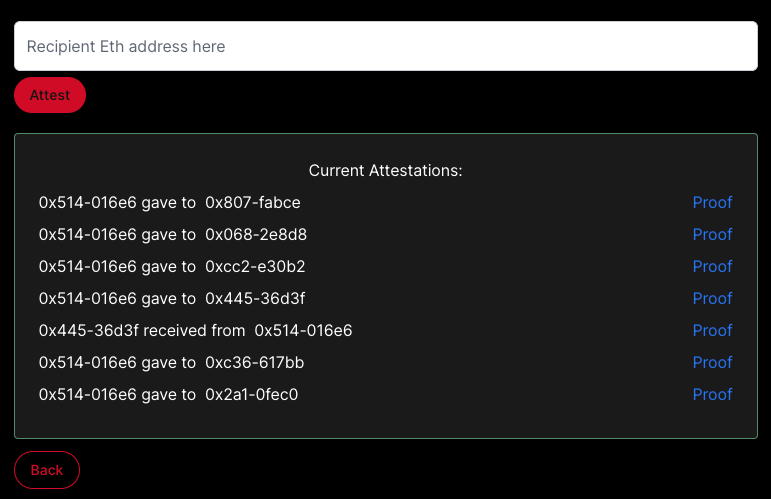 Recipient Eth address here
Attest
Current Attestations:
0x514-016e6 gave to 0x807-fabce Proof
0x514-016e6 gave to 0x068-2e8d8 Proof
0x514-016e6 gave to 0xcc2-e30b2 Proof
0x514-016e6 gave to 0x445-36d3f Proof
0x445-36d3f received from 0x514-016e6 Proof
0x514-016e6 gave to 0xc36-617bb Proof
0x514-016e6 gave to 0x2a1-0fec0 Proof
Back